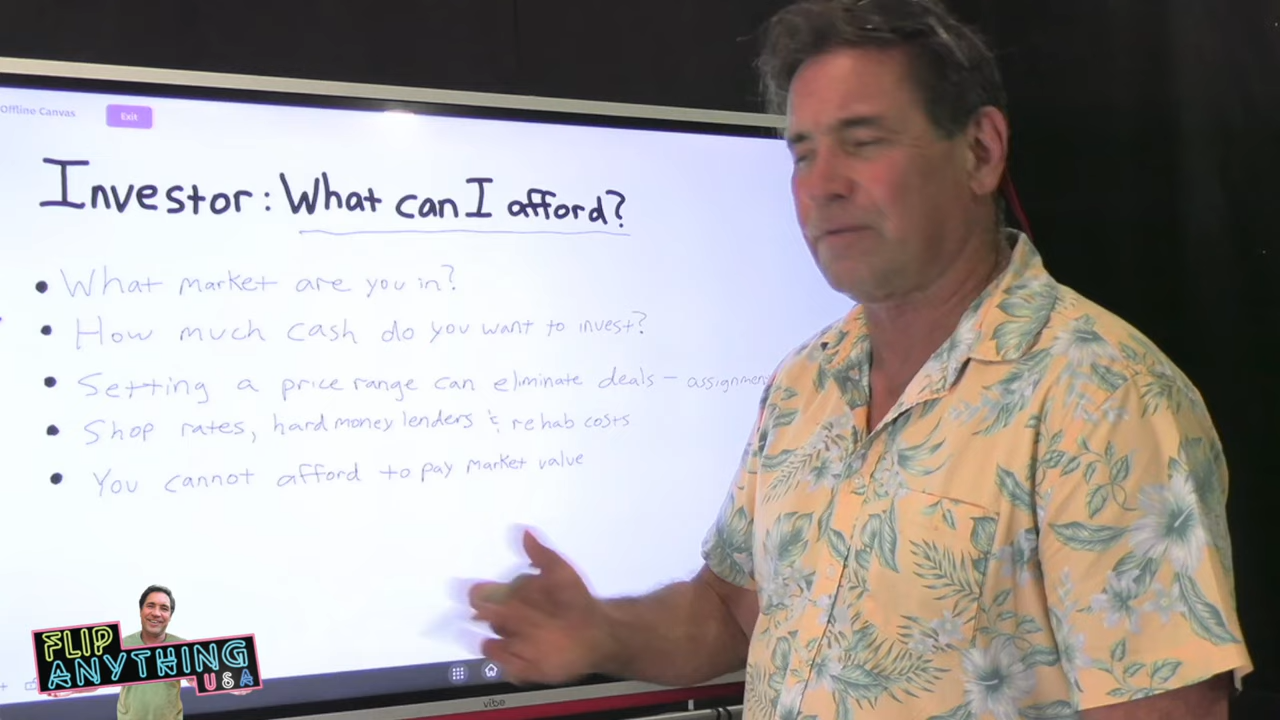 Offline Canvas
Exit
Investor: What can I afford?
• What market are you in?
• How much cash do you want to invest?
• Setting a price range can eliminate deals – assignmen
• Shop rates, hard money lenders & rehab costs
• You cannot afford to pay market value
FLIP
ANYTHING
USA
vibe